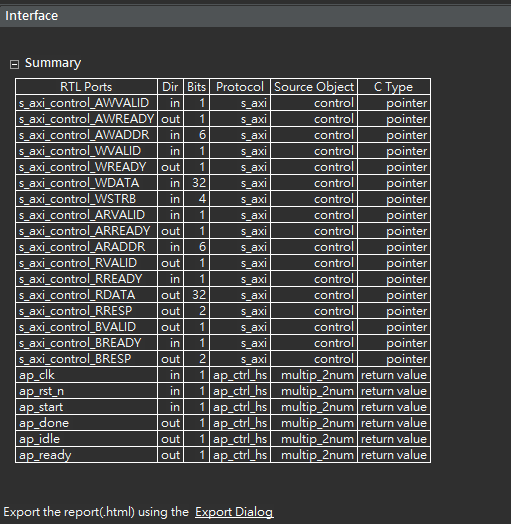 Interface
Summary
RTL Ports Dir Bits Protocol Source Object C Type
s_axi_control_AWVALID in 1 s_axi control pointer
s_axi_control_AWREADY out 1 s_axi control pointer
s_axi_control_AWADDR in 6 s_axi control pointer
s_axi_control_WVALID in 1 s_axi control pointer
s_axi_control_WREADY out 1 s_axi control pointer
s_axi_control_WDATA in 32 s_axi control pointer
s_axi_control_WSTRB in 4 s_axi control pointer
s_axi_control_ARVALID in 1 s_axi control pointer
s_axi_control_ARREADY out 1 s_axi control pointer
s_axi_control_ARADDR in 6 s_axi control pointer
s_axi_control_RVALID out 1 s_axi control pointer
s_axi_control_RREADY in 1 s_axi control pointer
s_axi_control_RDATA out 32 s_axi control pointer
s_axi_control_RRESP out 2 s_axi control pointer
s_axi_control_BVALID out 1 s_axi control pointer
s_axi_control_BREADY in 1 s_axi control pointer
s_axi_control_BRESP out 2 s_axi control pointer
ap_clk in 1 ap_ctrl_hs multip_2num return value
ap_rst_n in 1 ap_ctrl_hs multip_2num return value
ap_start in 1 ap_ctrl_hs multip_2num return value
ap_done out 1 ap_ctrl_hs multip_2num return value
ap_idle out 1 ap_ctrl_hs multip_2num return value
ap_ready out 1 ap_ctrl_hs multip_2num return value
Export the report(.html) using the Export Dialog